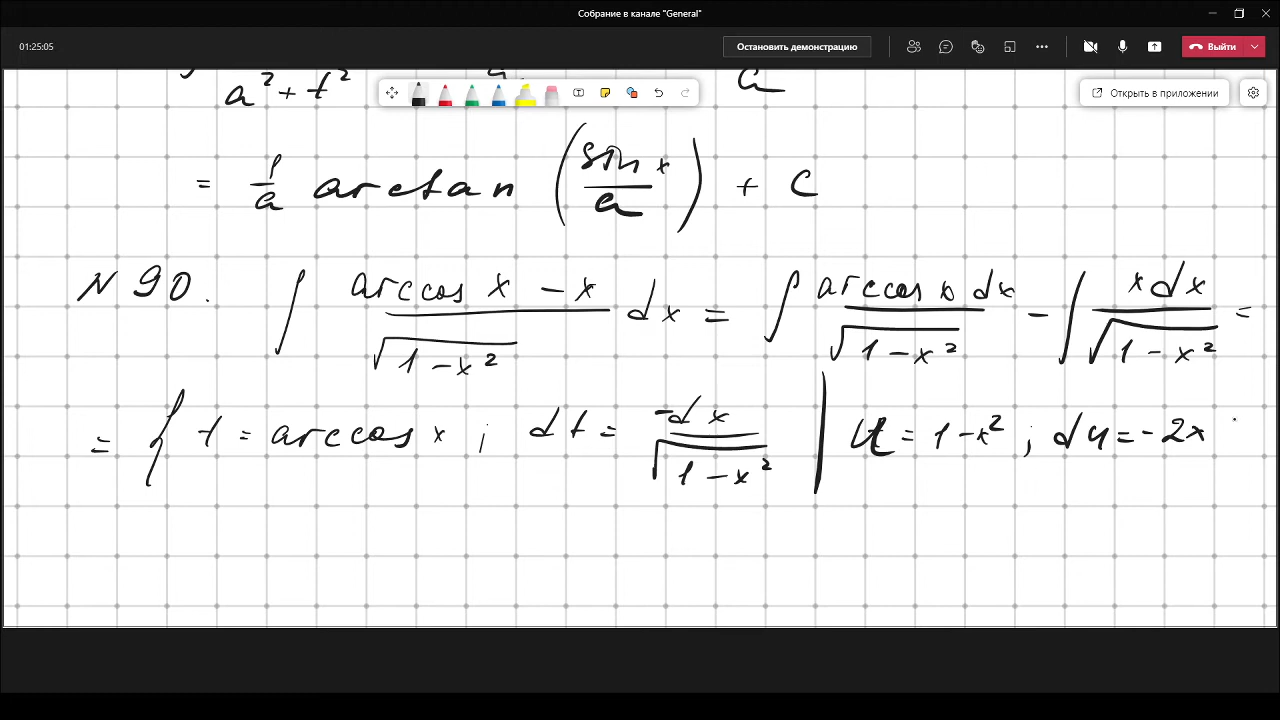 Собрание в канале "General"
01:25:05
Остановить демонстрацию
Выйти
Открыть в приложении
a² + t² a a
= 1/a arctan (sin x / a) + C
N 90. ∫ (arccos x - x) / √(1 - x²) dx = ∫ arccos x dx / √(1 - x²) - ∫ x dx / √(1 - x²) =
= { t = arccos x ; dt = -dx / √(1 - x²) | u = 1 - x² ; du = -2x